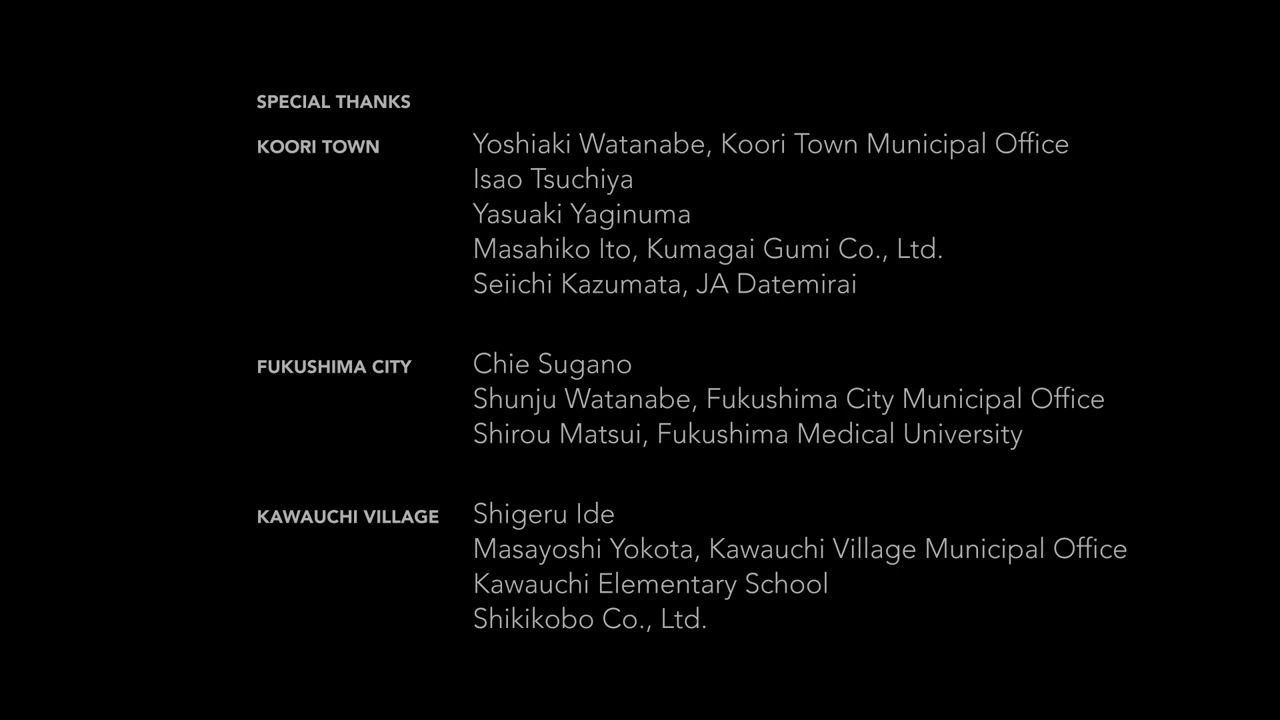 SPECIAL THANKS
KOORI TOWN Yoshiaki Watanabe, Koori Town Municipal Office
Isao Tsuchiya
Yasuaki Yaginuma
Masahiko Ito, Kumagai Gumi Co., Ltd.
Seiichi Kazumata, JA Datemirai
FUKUSHIMA CITY Chie Sugano
Shunju Watanabe, Fukushima City Municipal Office
Shirou Matsui, Fukushima Medical University
KAWAUCHI VILLAGE Shigeru Ide
Masayoshi Yokota, Kawauchi Village Municipal Office
Kawauchi Elementary School
Shikikobo Co., Ltd.